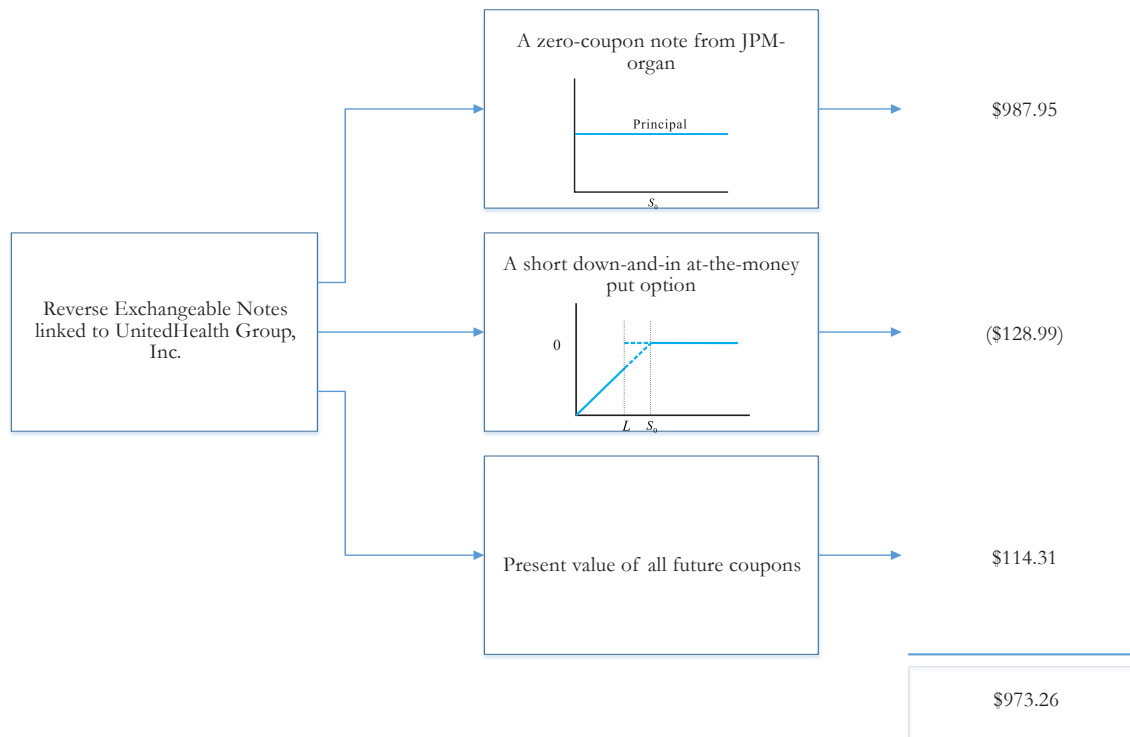 A zero-coupon note from JPM-
organ
Principal
S₀
$987.95
Reverse Exchangeable Notes
linked to UnitedHealth Group,
Inc.
A short down-and-in at-the-money
put option
0
L S₀
($128.99)
Present value of all future coupons
$114.31
$973.26